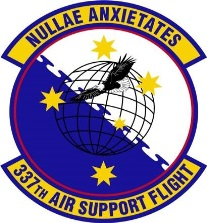 NULLAE ANXIETATES
337TH AIR SUPPORT FLIGHT